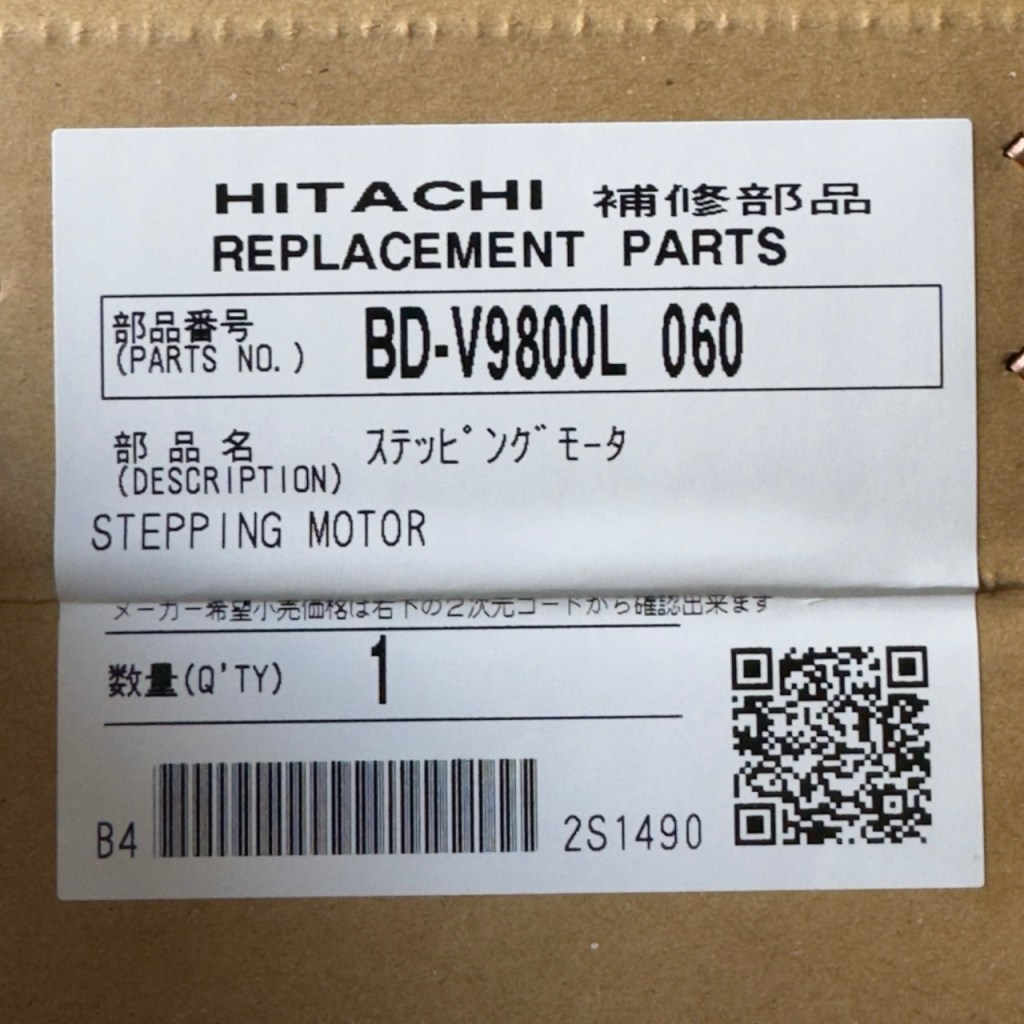 HITACHI 補修部品
REPLACEMENT PARTS
部品番号
(PARTS NO.) BD-V9800L 060
部品名 ステッピングモータ
(DESCRIPTION)
STEPPING MOTOR
メーカー希望小売価格は右下の2次元コードから確認出来ます
数量(Q'TY) 1
B4 2S1490